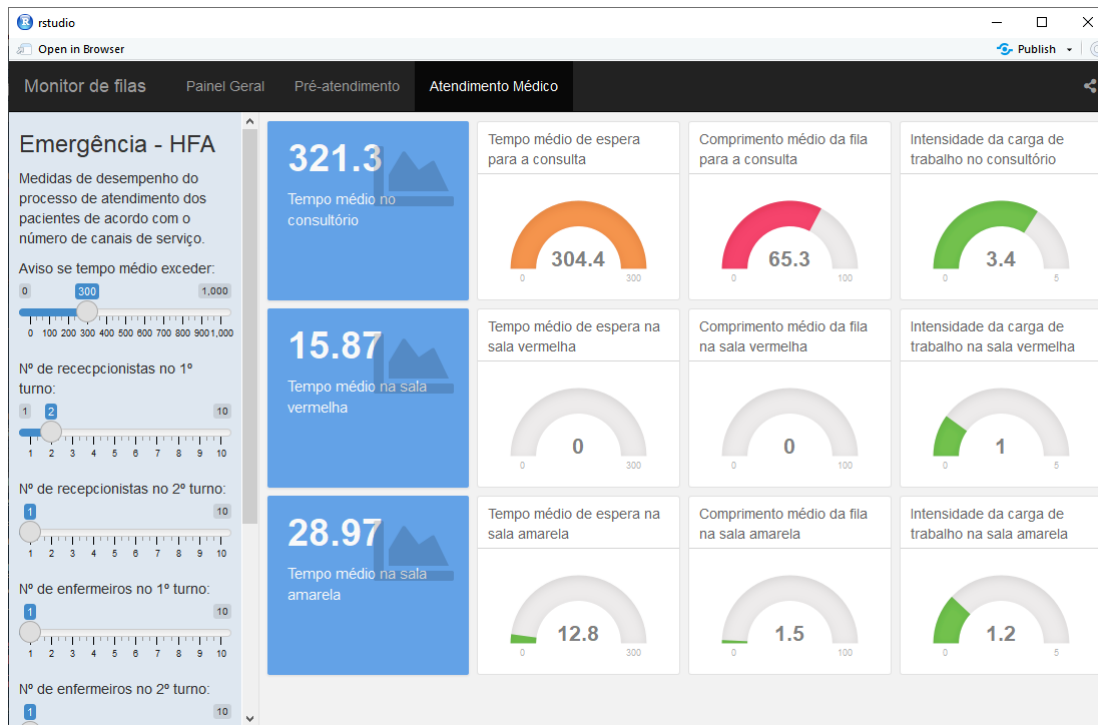 rstudio
Open in Browser
Publish
Monitor de filas
Painel Geral
Pré-atendimento
Atendimento Médico
Emergência - HFA
Medidas de desempenho do
processo de atendimento dos
pacientes de acordo com o
número de canais de serviço.
Aviso se tempo médio exceder:
0 300 1,000
0 100 200 300 400 500 600 700 800 900 1,000
Nº de rececpcionistas no 1º
turno:
1 2 10
1 2 3 4 5 6 7 8 9 10
Nº de recepcionistas no 2º turno:
1 10
1 2 3 4 5 6 7 8 9 10
Nº de enfermeiros no 1º turno:
1 10
1 2 3 4 5 6 7 8 9 10
Nº de enfermeiros no 2º turno:
1 10
321.3
Tempo médio no
consultório
Tempo médio de espera
para a consulta
304.4
0 300
Comprimento médio da fila
para a consulta
65.3
0 100
Intensidade da carga de
trabalho no consultório
3.4
0 5
15.87
Tempo médio na sala
vermelha
Tempo médio de espera na
sala vermelha
0
0 300
Comprimento médio da fila
na sala vermelha
0
0 100
Intensidade da carga de
trabalho na sala vermelha
1
0 5
28.97
Tempo médio na sala
amarela
Tempo médio de espera na
sala amarela
12.8
0 300
Comprimento médio da fila
na sala amarela
1.5
0 100
Intensidade da carga de
trabalho na sala amarela
1.2
0 5